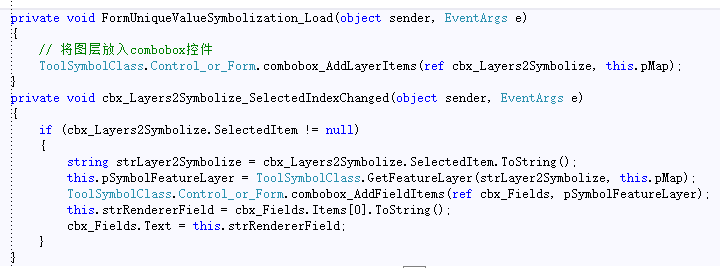 private void FormUniqueValueSymbolization_Load(object sender, EventArgs e)
{
// 将图层放入combobox控件
ToolSymbolClass.Control_or_Form.combobox_AddLayerItems(ref cbx_Layers2Symbolize, this.pMap);
}
private void cbx_Layers2Symbolize_SelectedIndexChanged(object sender, EventArgs e)
{
if (cbx_Layers2Symbolize.SelectedItem != null)
{
string strLayer2Symbolize = cbx_Layers2Symbolize.SelectedItem.ToString();
this.pSymbolFeatureLayer = ToolSymbolClass.GetFeatureLayer(strLayer2Symbolize, this.pMap);
ToolSymbolClass.Control_or_Form.combobox_AddFieldItems(ref cbx_Fields, pSymbolFeatureLayer);
this.strRendererField = cbx_Fields.Items[0].ToString();
cbx_Fields.Text = this.strRendererField;
}
}